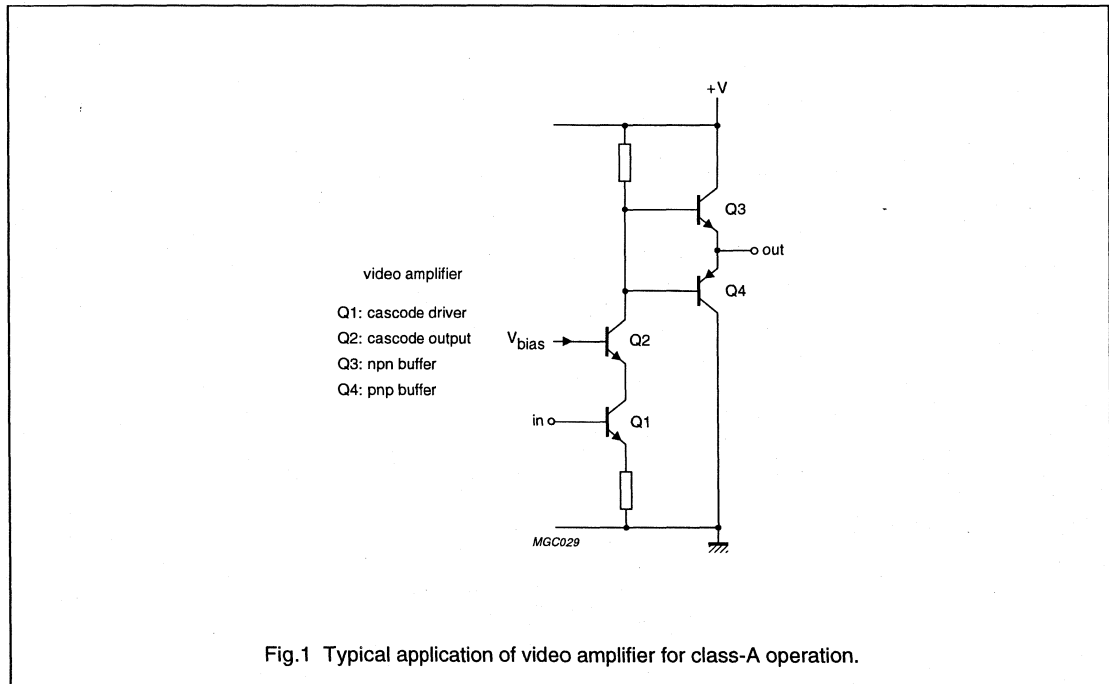 +V
Q3
out
Q4
video amplifier
Q1: cascode driver
Q2: cascode output
Q3: npn buffer
Q4: pnp buffer
Vbias
Q2
in
Q1
MGC029
Fig.1 Typical application of video amplifier for class-A operation.